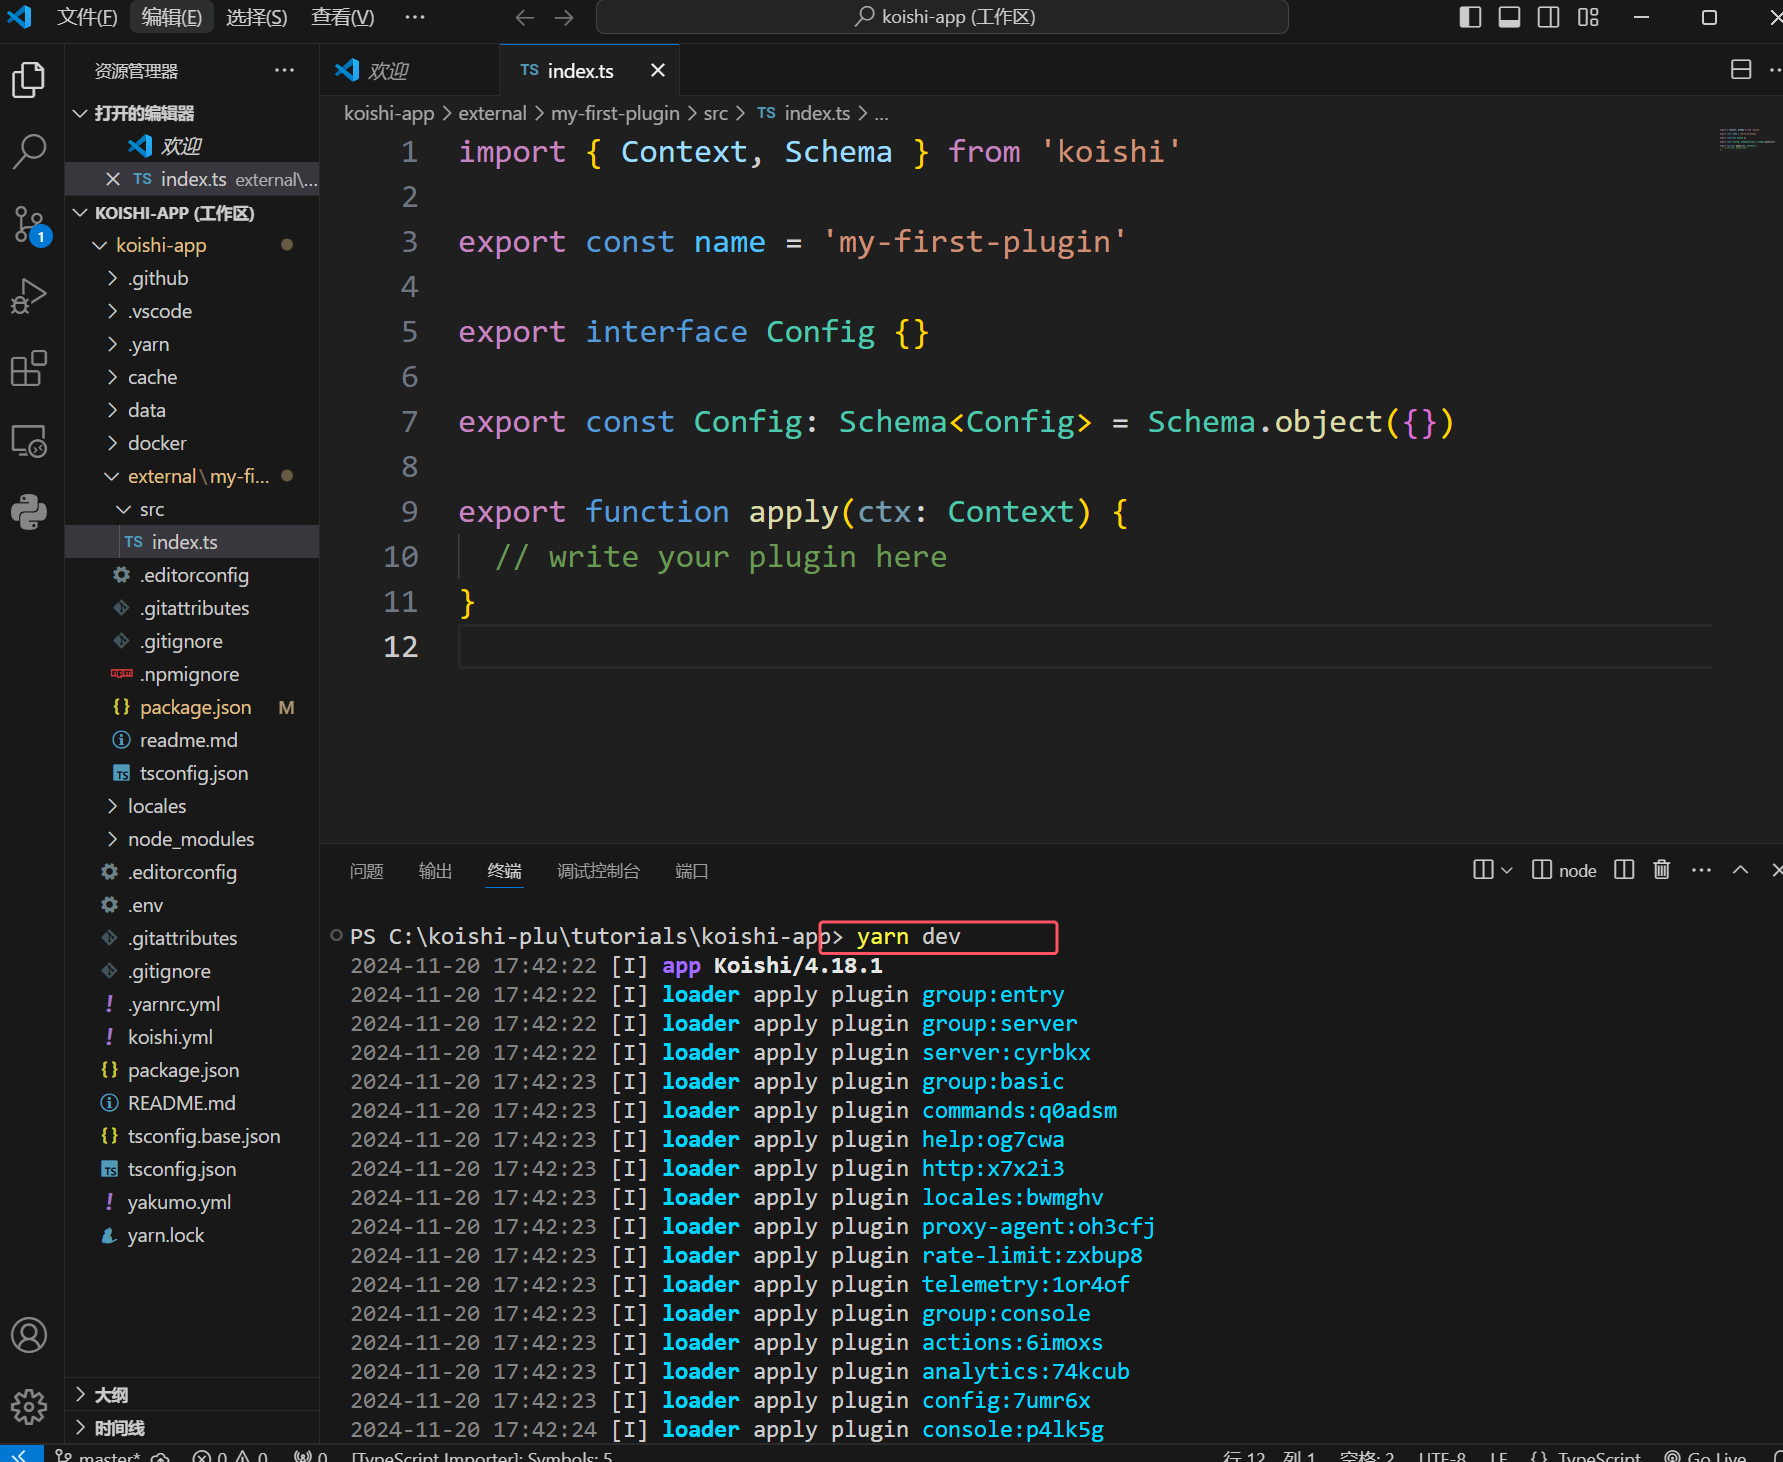 文件(F) 编辑(E) 选择(S) 查看(V) ··· koishi-app (工作区)
资源管理器 ···
打开的编辑器
欢迎
TS index.ts external\...
KOISHI-APP (工作区)
koishi-app
.github
.vscode
.yarn
cache
data
docker
external\my-fi...
src
TS index.ts
.editorconfig
.gitattributes
.gitignore
.npmignore
{} package.json M
readme.md
TS tsconfig.json
locales
node_modules
.editorconfig
.env
.gitattributes
.gitignore
! .yarnrc.yml
! koishi.yml
{} package.json
README.md
{} tsconfig.base.json
TS tsconfig.json
! yakumo.yml
yarn.lock
大纲
时间线
1
欢迎 TS index.ts
koishi-app > external > my-first-plugin > src > TS index.ts > ...
1 import { Context, Schema } from 'koishi'
2
3 export const name = 'my-first-plugin'
4
5 export interface Config {}
6
7 export const Config: Schema<Config> = Schema.object({})
8
9 export function apply(ctx: Context) {
10 // write your plugin here
11 }
12
问题 输出 终端 调试控制台 端口 node
PS C:\koishi-plu\tutorials\koishi-app> yarn dev
2024-11-20 17:42:22 [I] app Koishi/4.18.1
2024-11-20 17:42:22 [I] loader apply plugin group:entry
2024-11-20 17:42:22 [I] loader apply plugin group:server
2024-11-20 17:42:22 [I] loader apply plugin server:cyrbkx
2024-11-20 17:42:23 [I] loader apply plugin group:basic
2024-11-20 17:42:23 [I] loader apply plugin commands:q0adsm
2024-11-20 17:42:23 [I] loader apply plugin help:og7cwa
2024-11-20 17:42:23 [I] loader apply plugin http:x7x2i3
2024-11-20 17:42:23 [I] loader apply plugin locales:bwmghv
2024-11-20 17:42:23 [I] loader apply plugin proxy-agent:oh3cfj
2024-11-20 17:42:23 [I] loader apply plugin rate-limit:zxbup8
2024-11-20 17:42:23 [I] loader apply plugin telemetry:1or4of
2024-11-20 17:42:23 [I] loader apply plugin group:console
2024-11-20 17:42:23 [I] loader apply plugin actions:6imoxs
2024-11-20 17:42:23 [I] loader apply plugin analytics:74kcub
2024-11-20 17:42:23 [I] loader apply plugin config:7umr6x
2024-11-20 17:42:24 [I] loader apply plugin console:p4lk5g
master* 0 0 0 [TypeScript Importer]: Symbols: 5 行 12, 列 1 空格: 2 UTF-8 LF {} TypeScript Go Live